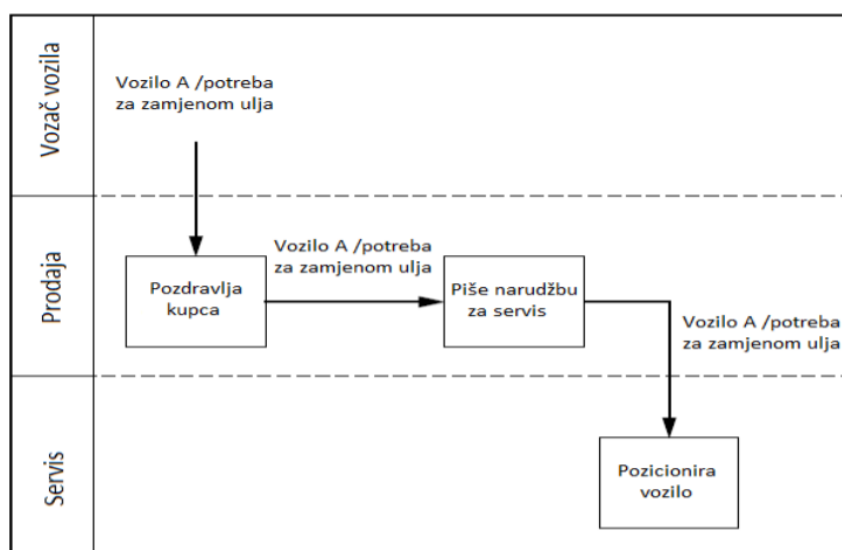 Vozač vozila
Vozilo A /potreba
za zamjenom ulja
Prodaja
Pozdravlja
kupca
Vozilo A /potreba
za zamjenom ulja
Piše narudžbu
za servis
Vozilo A /potreba
za zamjenom ulja
Servis
Pozicionira
vozilo